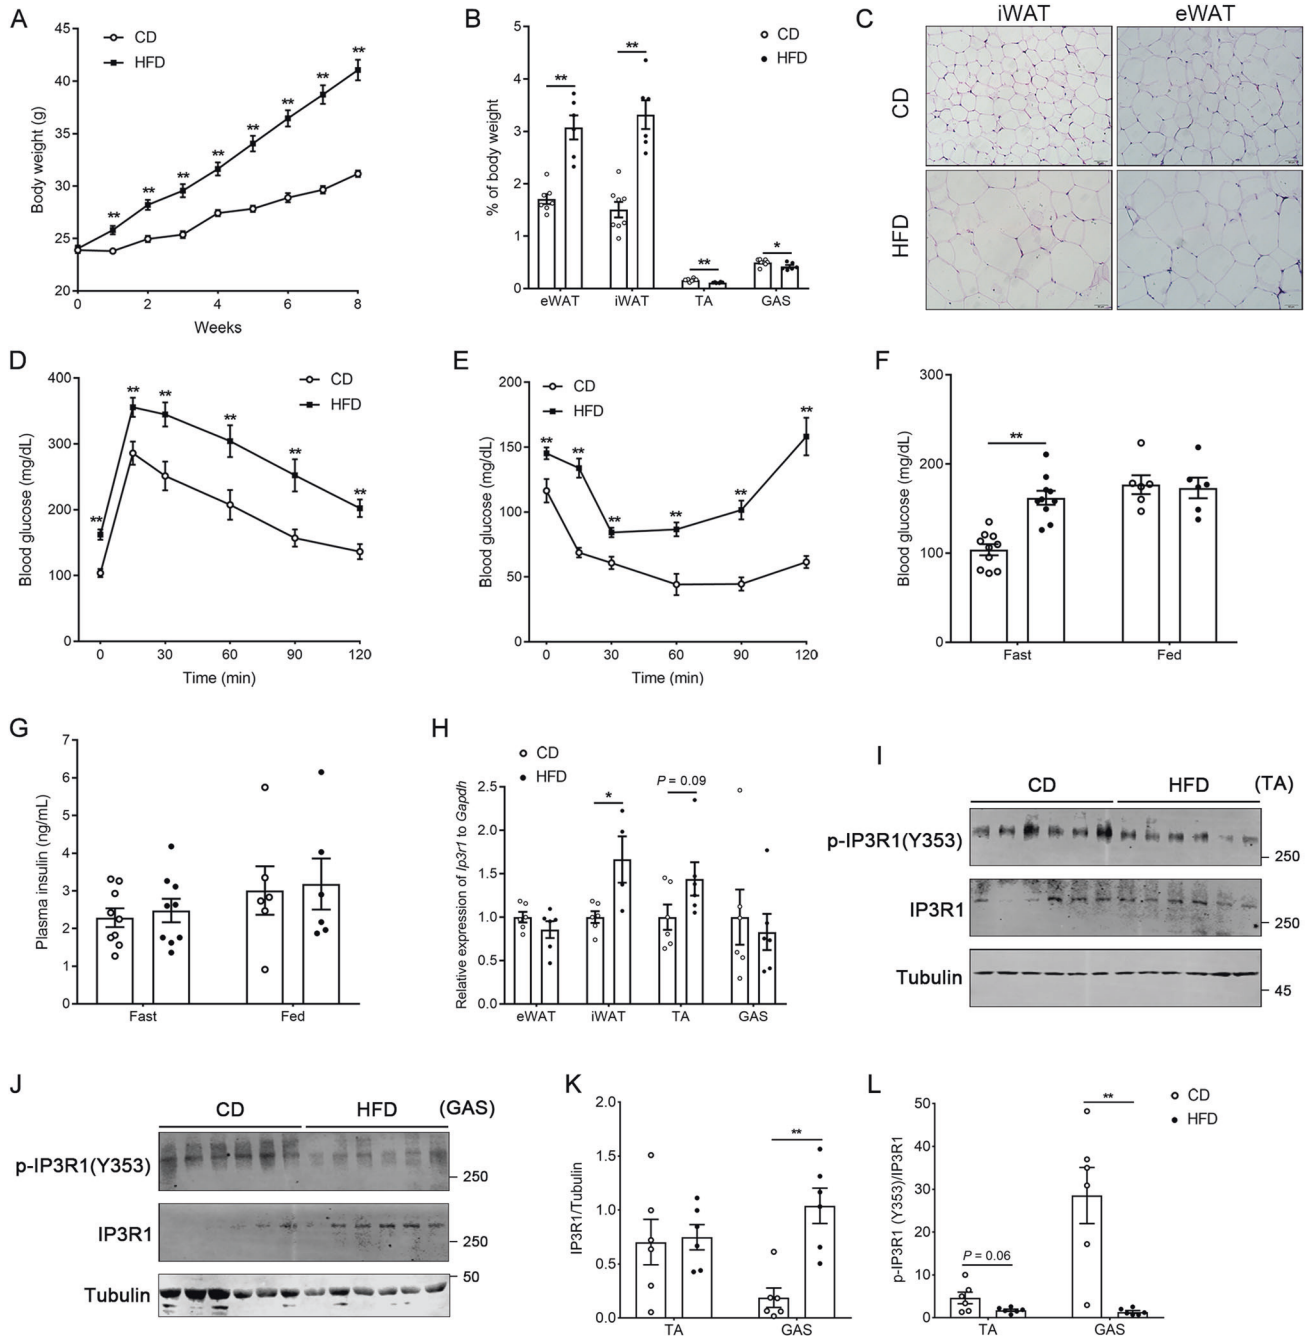 A
45
40
35
30
25
20
Body weight (g)
CD
HFD
**
**
**
**
**
**
**
**
0
2
4
6
8
Weeks
B
5
4
3
2
1
0
% of body weight
CD
HFD
**
**
**
*
eWAT
iWAT
TA
GAS
C
iWAT
eWAT
CD
HFD
D
400
300
200
100
0
Blood glucose (mg/dL)
CD
HFD
**
**
**
**
**
**
0
30
60
90
120
Time (min)
E
200
150
100
50
0
Blood glucose (mg/dL)
CD
HFD
**
**
**
**
**
**
0
30
60
90
120
Time (min)
F
300
200
100
0
Blood glucose (mg/dL)
**
Fast
Fed
G
7
6
5
4
3
2
1
0
Plasma insulin (ng/mL)
Fast
Fed
H
CD
HFD
2.5
2.0
1.5
1.0
0.5
0.0
Relative expression of Ip3r1 to Gapdh
*
P = 0.09
eWAT
iWAT
TA
GAS
I
CD
HFD
(TA)
p-IP3R1(Y353)
250
IP3R1
250
Tubulin
45
J
CD
HFD
(GAS)
p-IP3R1(Y353)
250
IP3R1
250
50
Tubulin
K
2.0
1.5
1.0
0.5
0.0
IP3R1/Tubulin
**
TA
GAS
L
CD
HFD
50
40
30
20
10
0
p-IP3R1 (Y353)/IP3R1
P = 0.06
**
TA
GAS